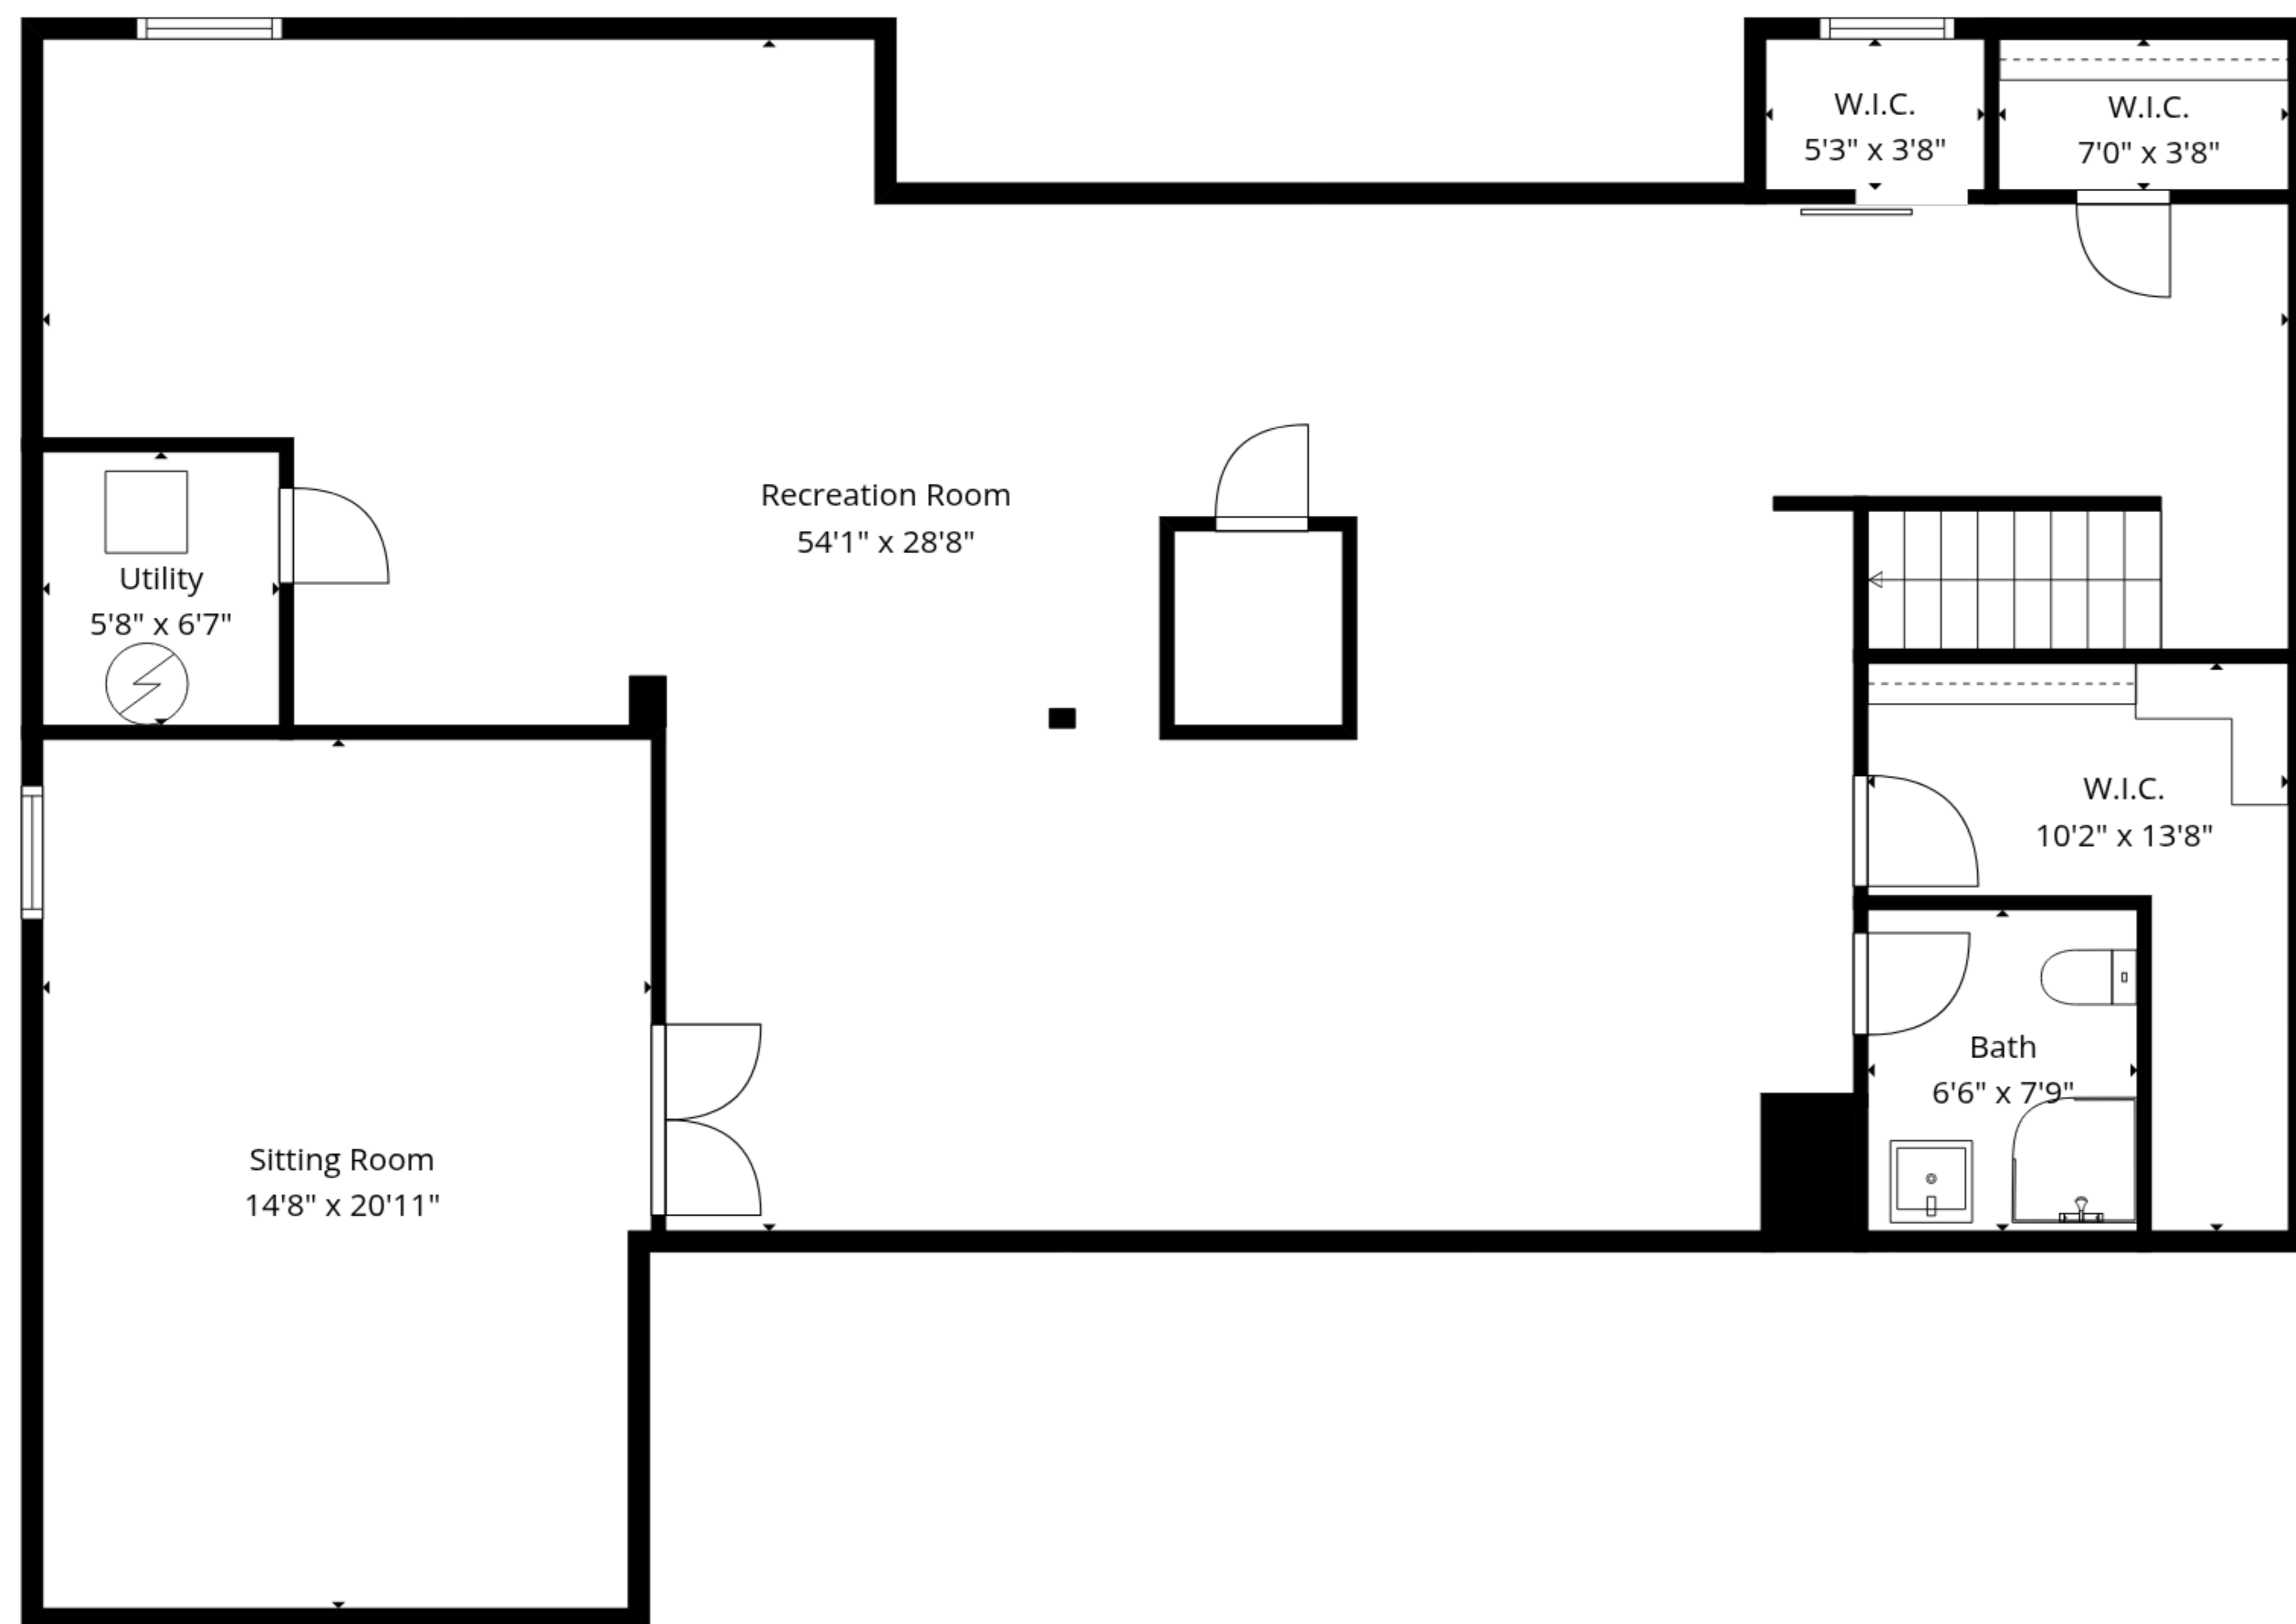 W.I.C.
5'3" x 3'8"
W.I.C.
7'0" x 3'8"
Recreation Room
54'1" x 28'8"
Utility
5'8" x 6'7"
W.I.C.
10'2" x 13'8"
Bath
6'6" x 7'9"
Sitting Room
14'8" x 20'11"